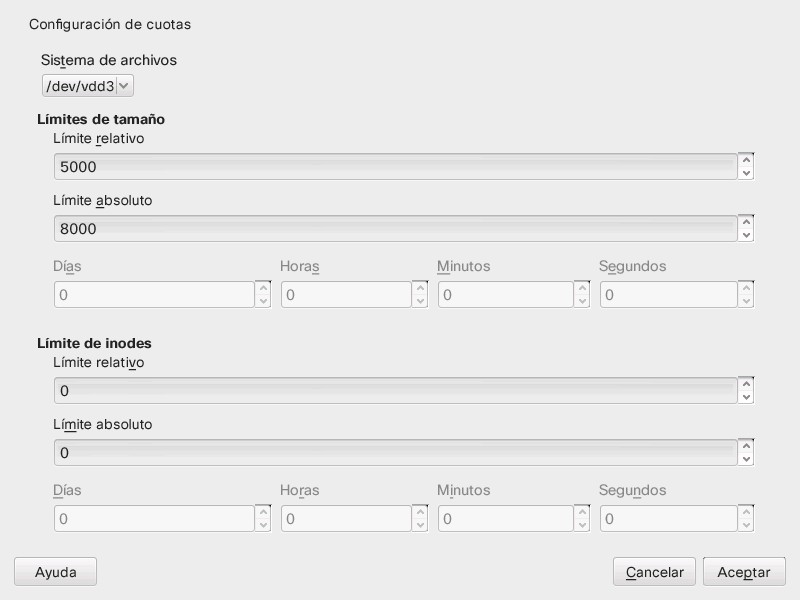 Configuración de cuotas
Sistema de archivos
/dev/vdd3
Límites de tamaño
Límite relativo
5000
Límite absoluto
8000
Días Horas Minutos Segundos
0 0 0 0
Límite de inodes
Límite relativo
0
Límite absoluto
0
Días Horas Minutos Segundos
0 0 0 0
Ayuda Cancelar Aceptar